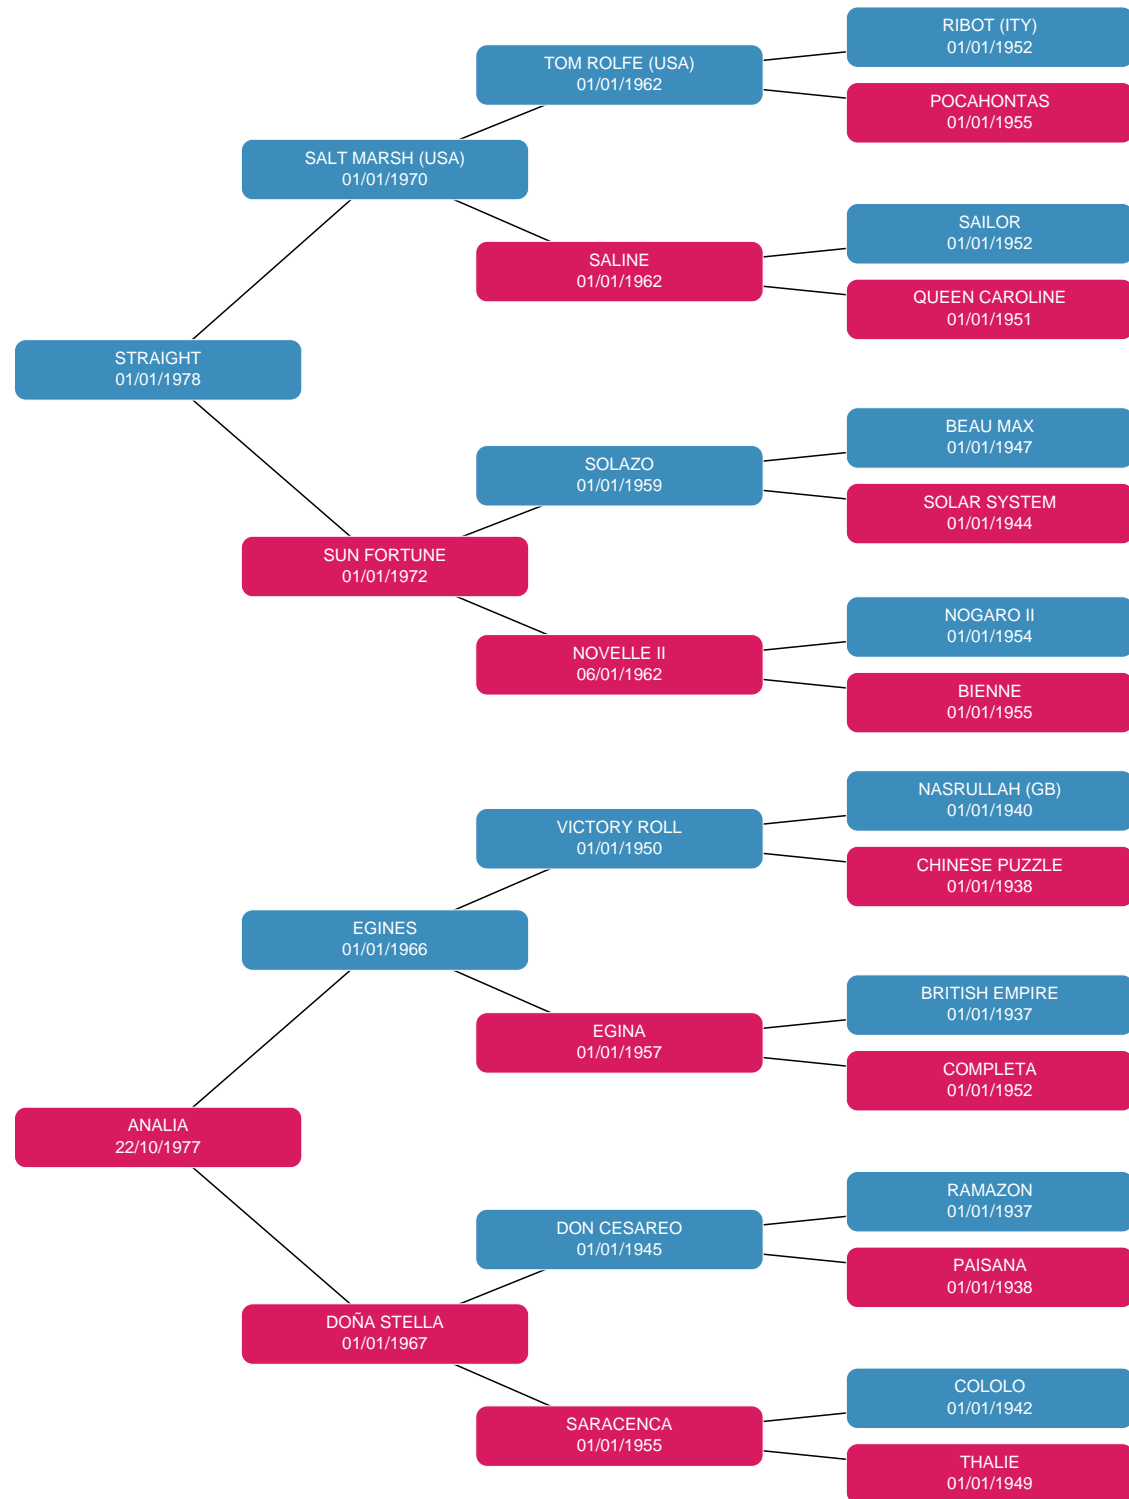 RIBOT (ITY)
01/01/1952
TOM ROLFE (USA)
01/01/1962
POCAHONTAS
01/01/1955
SALT MARSH (USA)
01/01/1970
SAILOR
01/01/1952
SALINE
01/01/1962
QUEEN CAROLINE
01/01/1951
STRAIGHT
01/01/1978
BEAU MAX
01/01/1947
SOLAZO
01/01/1959
SOLAR SYSTEM
01/01/1944
SUN FORTUNE
01/01/1972
NOGARO II
01/01/1954
NOVELLE II
06/01/1962
BIENNE
01/01/1955
NASRULLAH (GB)
01/01/1940
VICTORY ROLL
01/01/1950
CHINESE PUZZLE
01/01/1938
EGINES
01/01/1966
BRITISH EMPIRE
01/01/1937
EGINA
01/01/1957
COMPLETA
01/01/1952
ANALIA
22/10/1977
RAMAZON
01/01/1937
DON CESAREO
01/01/1945
PAISANA
01/01/1938
DOÑA STELLA
01/01/1967
COLOLO
01/01/1942
SARACENCA
01/01/1955
THALIE
01/01/1949